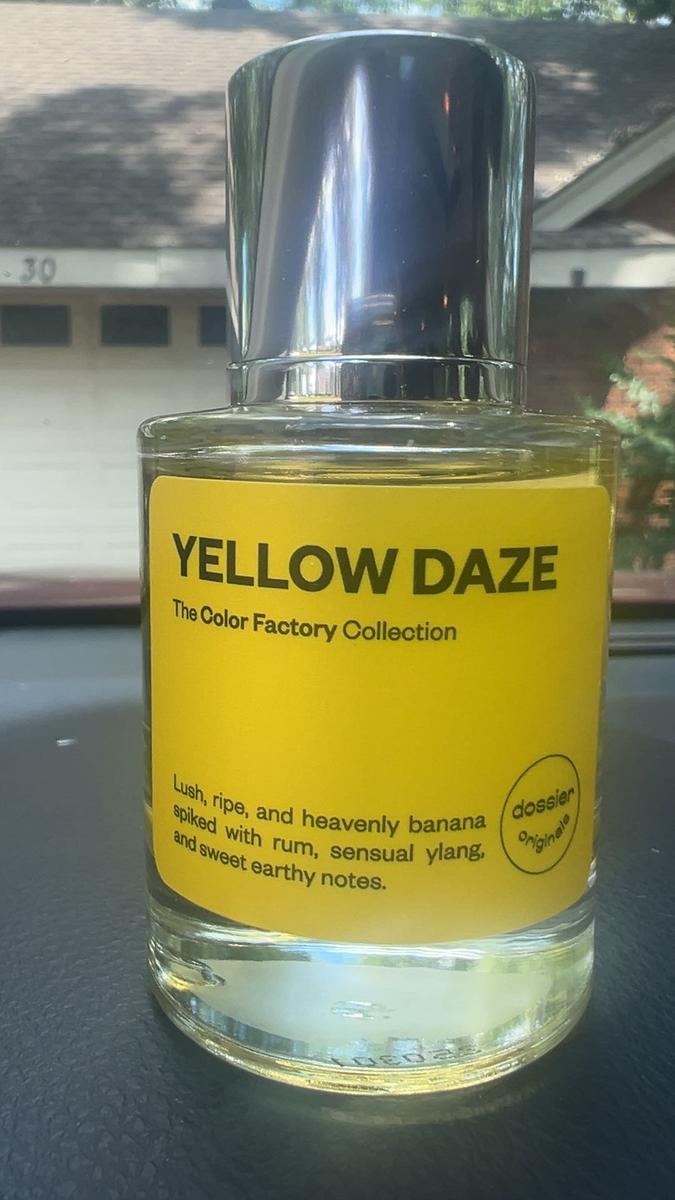 30
YELLOW DAZE
The Color Factory Collection
Lush, ripe, and heavenly banana
spiked with rum, sensual ylang,
and sweet earthy notes.
dossier
originals